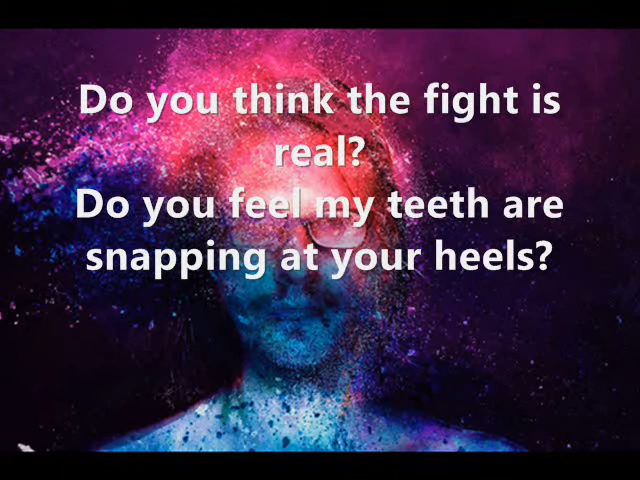 Do you think the fight is
real?
Do you feel my teeth are
snapping at your heels?